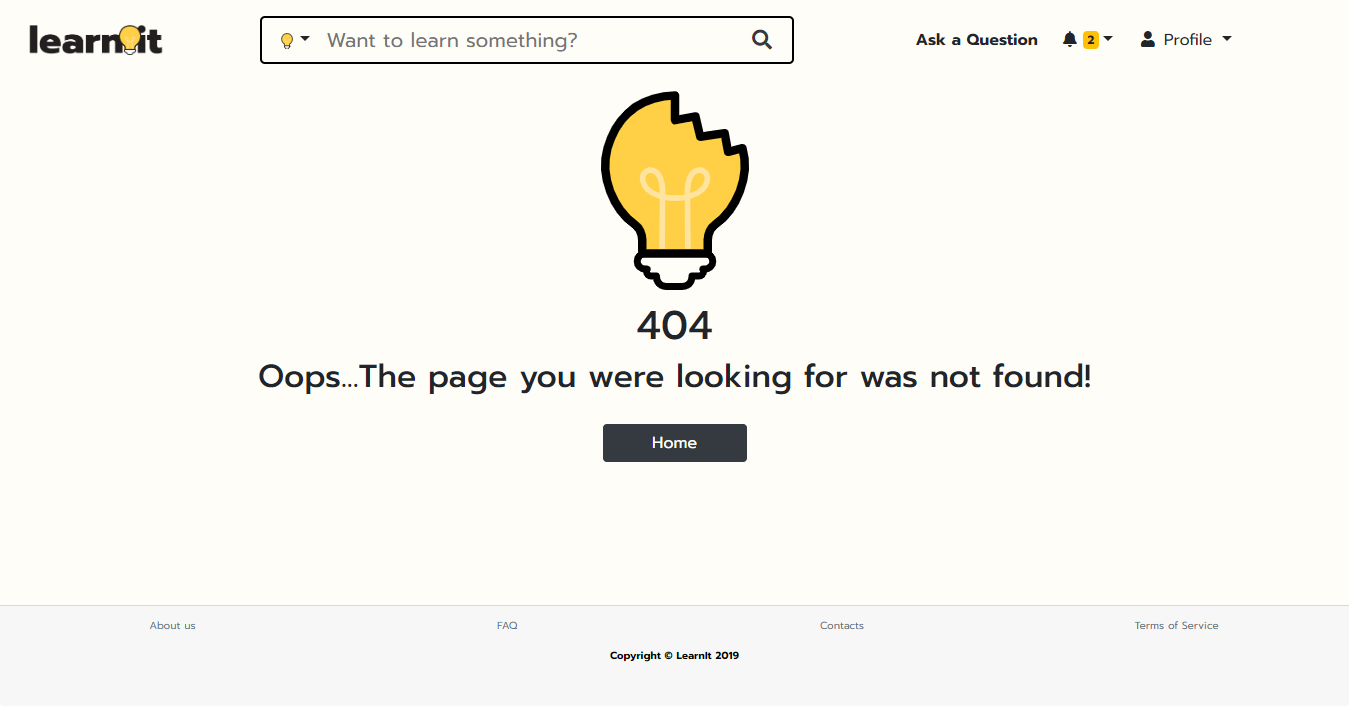 learnit
Want to learn something?
Ask a Question
2
Profile
404
Oops...The page you were looking for was not found!
Home
About us
FAQ
Contacts
Terms of Service
Copyright © LearnIt 2019